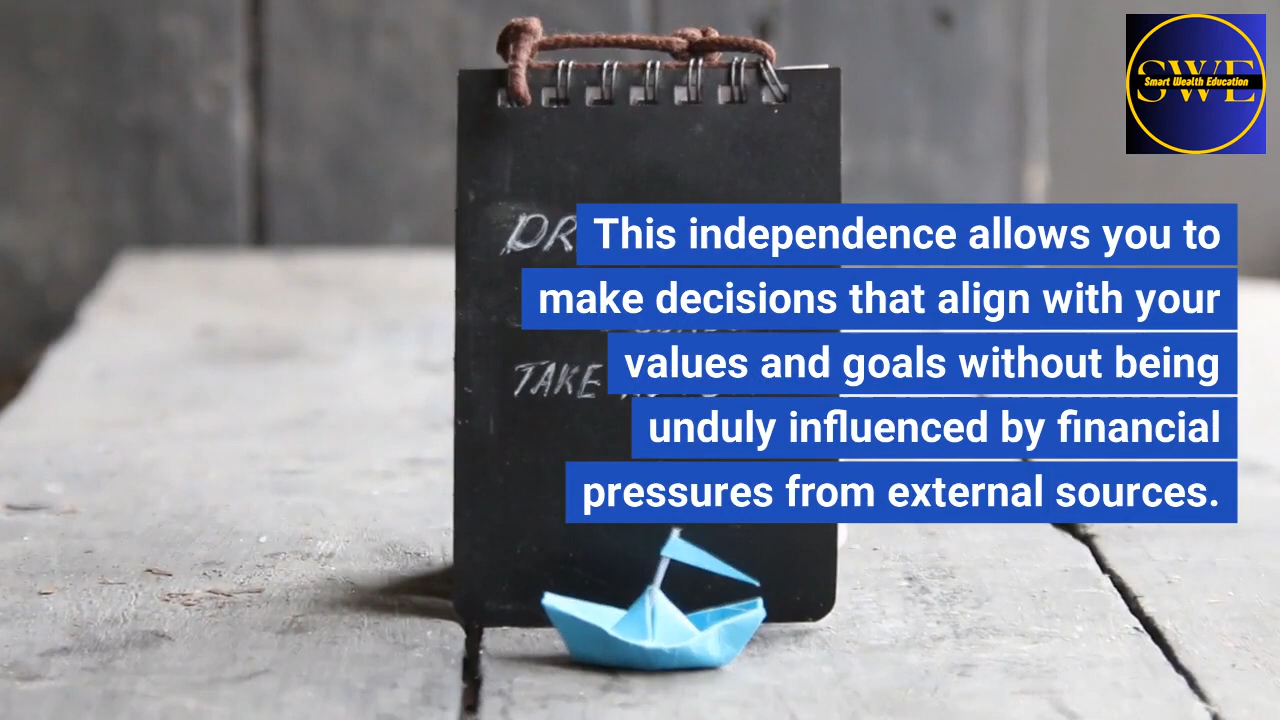 SWE
Smart Wealth Education
This independence allows you to
make decisions that align with your
values and goals without being
unduly influenced by financial
pressures from external sources.
TAKE